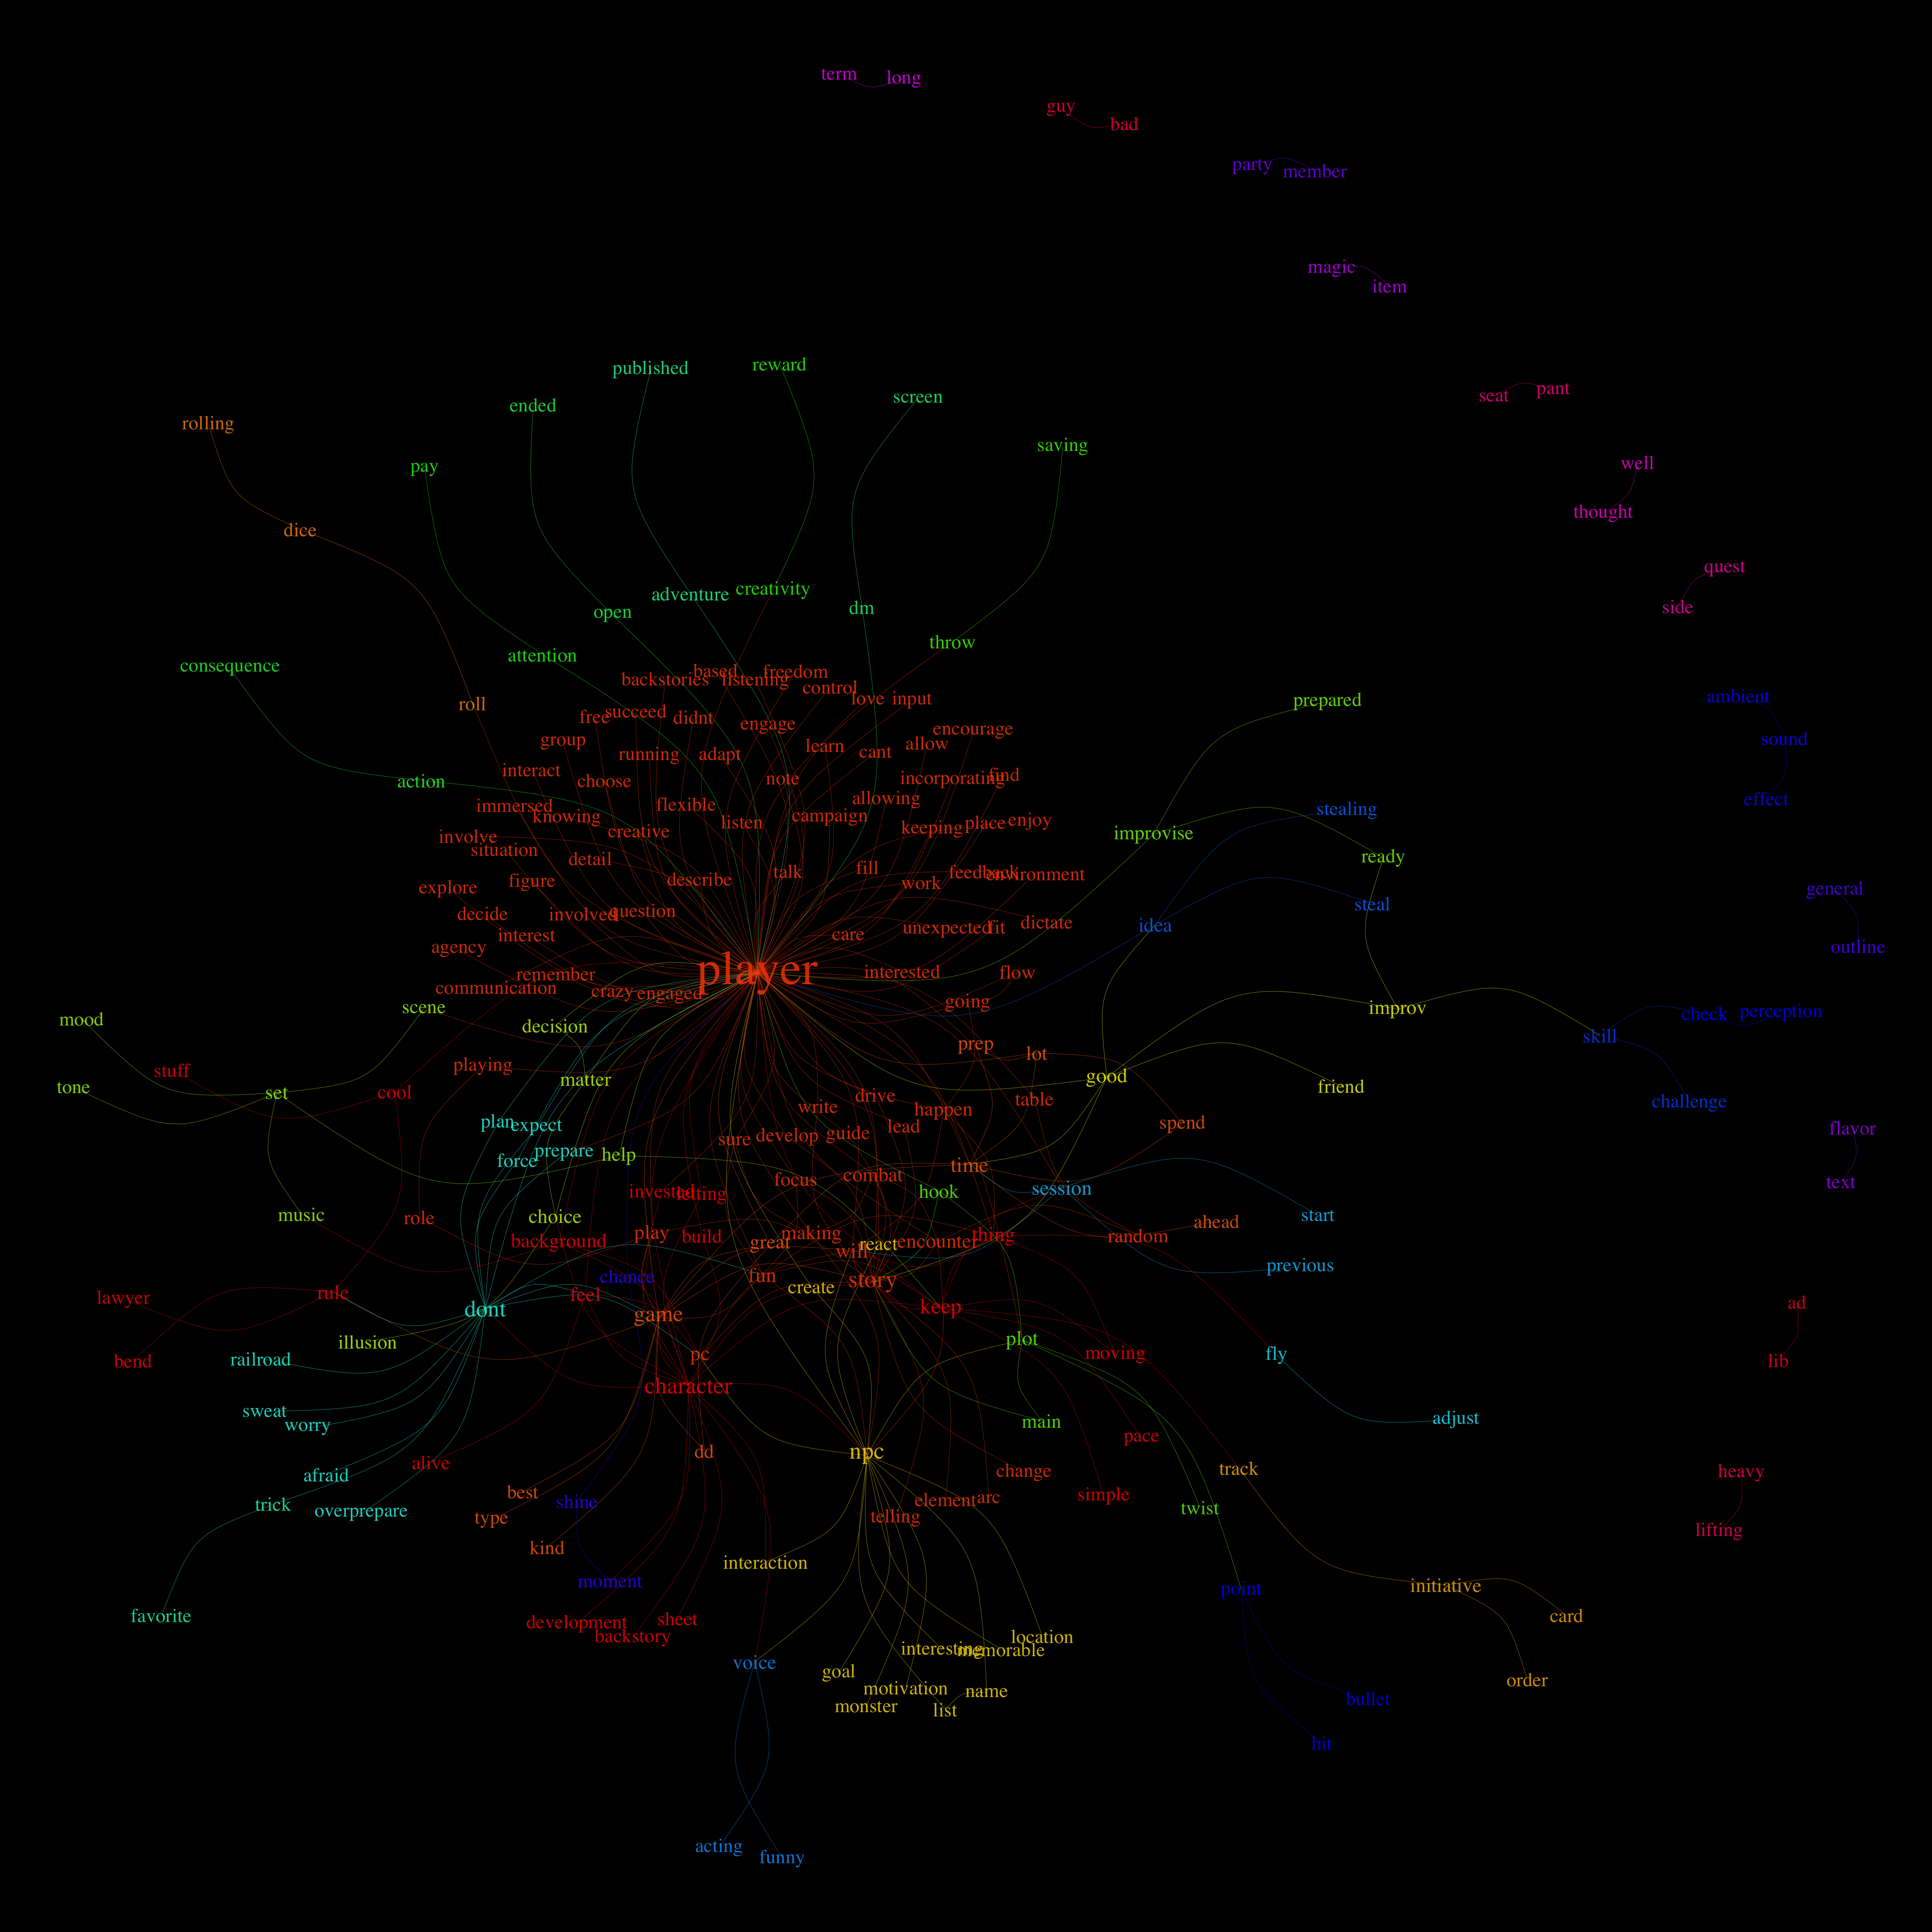 term
long
guy
bad
party
member
magic
item
published
reward
seat
pant
screen
ended
rolling
saving
pay
well
thought
dice
quest
side
creativity
adventure
dm
open
throw
attention
consequence
based
freedom
backstories
listening
control
love
input
prepared
ambient
roll
free
succeed
didnt
engage
encourage
sound
group
running
adapt
learn
cant
allow
interact
choose
note
incorporating
find
action
immersed
knowing
flexible
allowing
effect
stealing
creative
listen
campaign
keeping
place
enjoy
involve
situation
detail
improvise
ready
explore
figure
describe
talk
fill
work
feedback
environment
general
decide
involved
question
steal
agency
interest
care
unexpected
fit
dictate
idea
outline
player
remember
interested
flow
communication
crazy
engaged
going
scene
improv
check
perception
mood
decision
skill
stuff
playing
prep
lot
tone
set
cool
matter
good
friend
write
drive
happen
table
challenge
plan
expect
sure
develop
guide
lead
spend
flavor
force
prepare
help
focus
combat
time
text
invested
letting
hook
session
music
role
choice
start
background
play
build
making
great
react
encounter
thing
random
ahead
will
previous
chance
fun
create
story
lawyer
rule
feel
dont
game
keep
ad
illusion
plot
bend
railroad
pc
moving
fly
lib
character
sweat
worry
main
adjust
npc
pace
afraid
alive
dd
change
track
heavy
trick
overprepare
best
type
shine
element
arc
simple
twist
telling
lifting
kind
interaction
moment
point
initiative
favorite
development
backstory
sheet
location
card
voice
goal
interesting
memorable
motivation
name
monster
list
order
bullet
hit
acting
funny